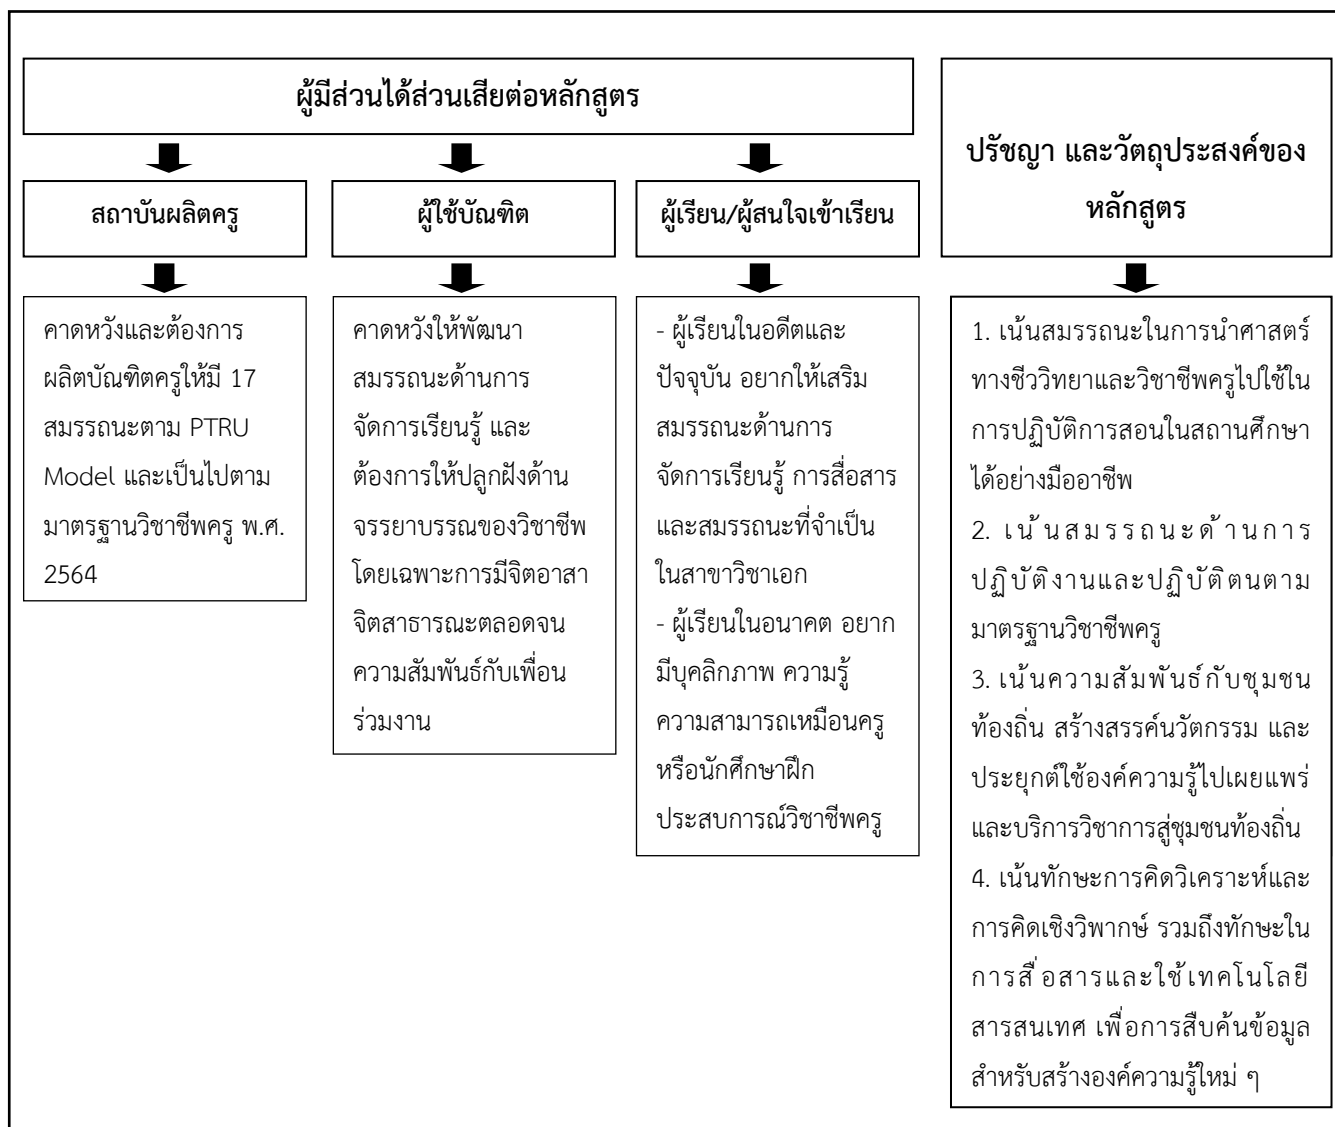 ผู้มีส่วนได้ส่วนเสียต่อหลักสูตร
สถาบันผลิตครู
คาดหวังและต้องการ
ผลิตบัณฑิตครูให้มี 17
สมรรถนะตาม PTRU
Model และเป็นไปตาม
มาตรฐานวิชาชีพครู พ.ศ.
2564
ผู้ใช้บัณฑิต
คาดหวังให้พัฒนา
สมรรถนะด้านการ
จัดการเรียนรู้ และ
ต้องการให้ปลูกฝังด้าน
จรรยาบรรณของวิชาชีพ
โดยเฉพาะการมีจิตอาสา
จิตสาธารณะตลอดจน
ความสัมพันธ์กับเพื่อน
ร่วมงาน
ผู้เรียน/ผู้สนใจเข้าเรียน
- ผู้เรียนในอดีตและ
ปัจจุบัน อยากให้เสริม
สมรรถนะด้านการ
จัดการเรียนรู้ การสื่อสาร
และสมรรถนะที่จำเป็น
ในสาขาวิชาเอก
- ผู้เรียนในอนาคต อยาก
มีบุคลิกภาพ ความรู้
ความสามารถเหมือนครู
หรือนักศึกษาฝึก
ประสบการณ์วิชาชีพครู
ปรัชญา และวัตถุประสงค์ของ
หลักสูตร
1. เน้นสมรรถนะในการนำศาสตร์
ทางชีววิทยาและวิชาชีพครูไปใช้ใน
การปฏิบัติการสอนในสถานศึกษา
ได้อย่างมืออาชีพ
2. เน้นสมรรถนะด้านการ
ปฏิบัติงานและปฏิบัติตนตาม
มาตรฐานวิชาชีพครู
3. เน้นความสัมพันธ์กับชุมชน
ท้องถิ่น สร้างสรรค์นวัตกรรม และ
ประยุกต์ใช้องค์ความรู้ไปเผยแพร่
และบริการวิชาการสู่ชุมชนท้องถิ่น
4. เน้นทักษะการคิดวิเคราะห์และ
การคิดเชิงวิพากษ์ รวมถึงทักษะใน
การสื่อสารและใช้เทคโนโลยี
สารสนเทศ เพื่อการสืบค้นข้อมูล
สำหรับสร้างองค์ความรู้ใหม่ ๆ